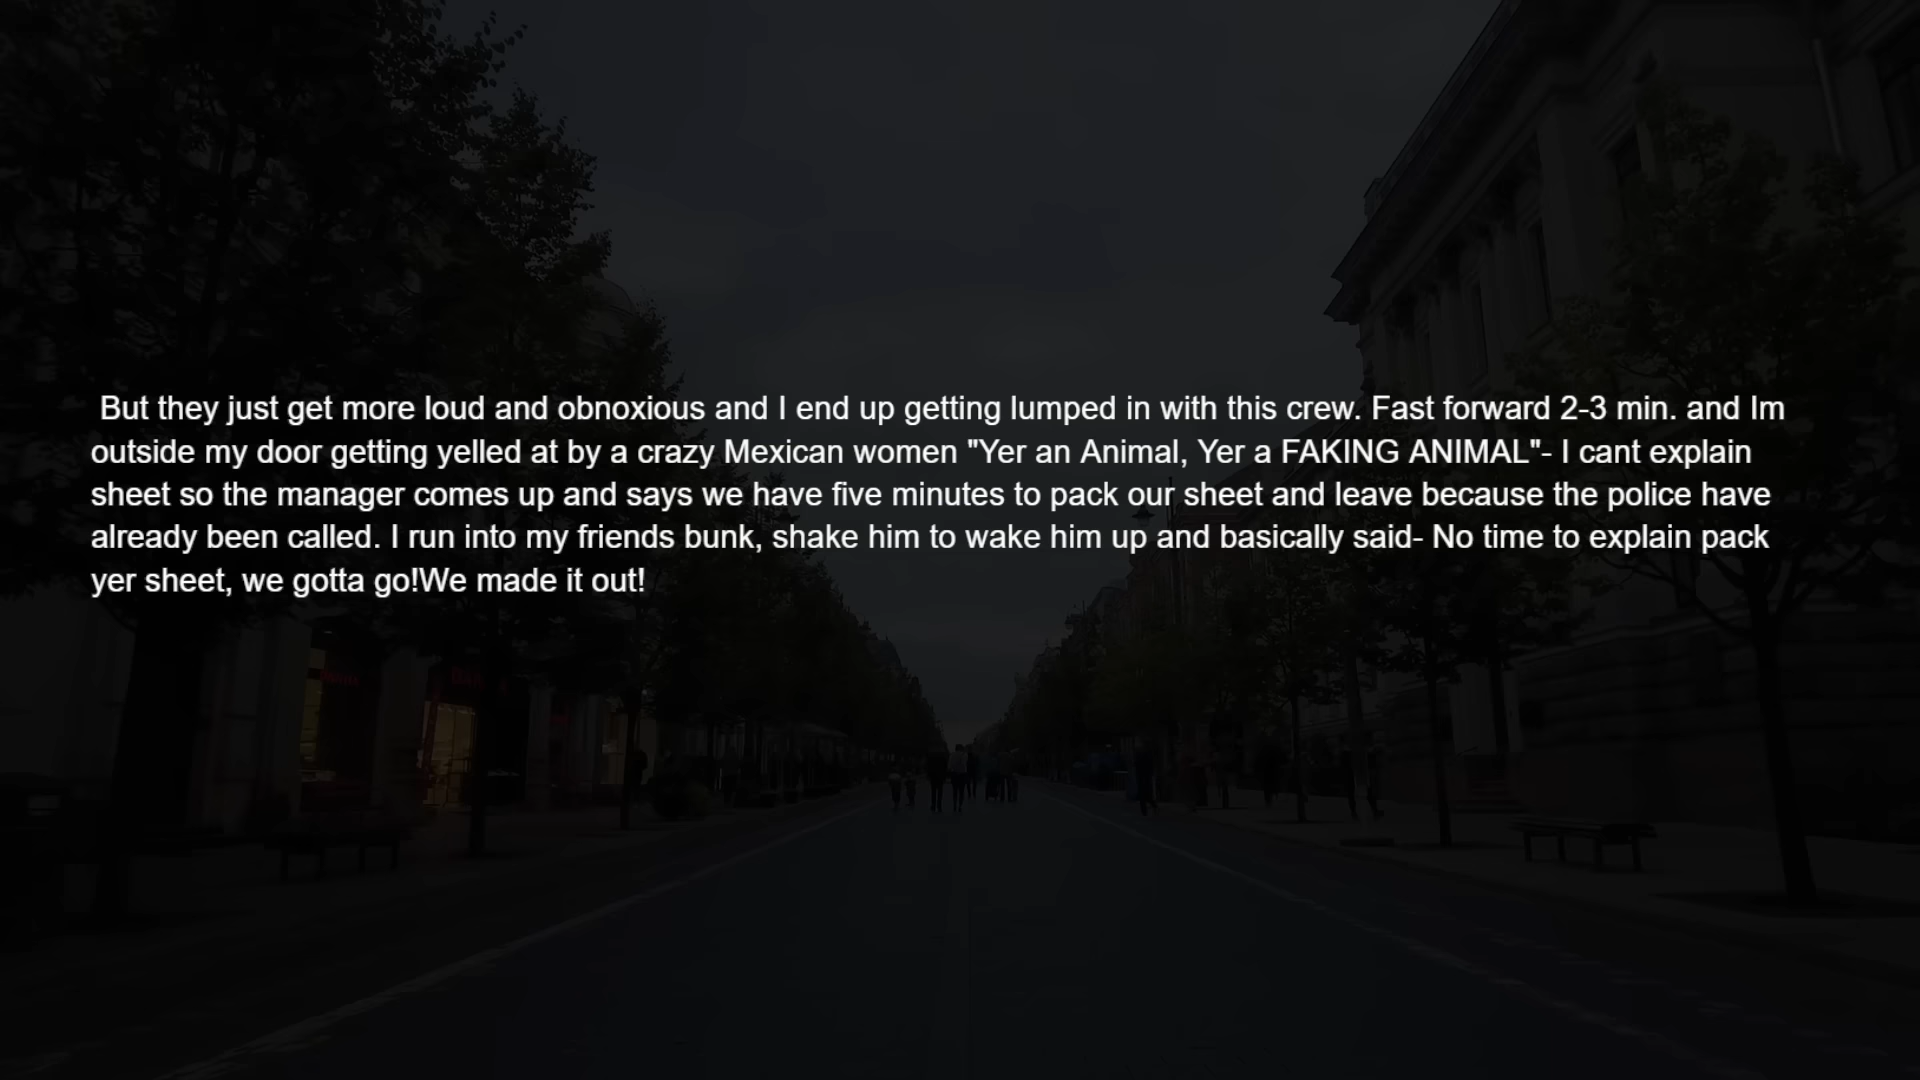 But they just get more loud and obnoxious and I end up getting lumped in with this crew. Fast forward 2-3 min. and Im
outside my door getting yelled at by a crazy Mexican women "Yer an Animal, Yer a FAKING ANIMAL"- I cant explain
sheet so the manager comes up and says we have five minutes to pack our sheet and leave because the police have
already been called. I run into my friends bunk, shake him to wake him up and basically said- No time to explain pack
yer sheet, we gotta go!We made it out!